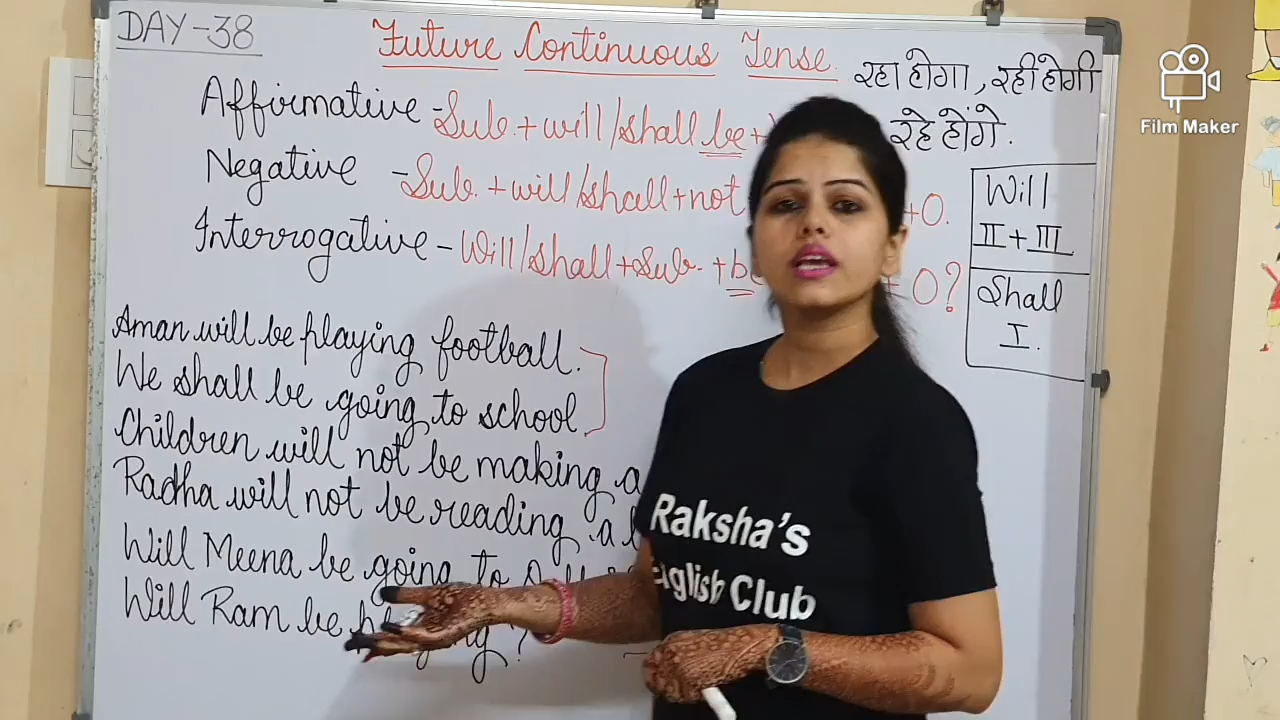 DAY-38
Future Continuous Tense
रहा होगा, रही होगी
रहे होंगे.
Affirmative - Sub + will/shall be +
Negative - Sub. + will/shall + not + O.
Interrogative - Will/shall + Sub. + + O?
Will
II + III
Shall
I.
Aman will be playing football.
We shall be going to school
Children will not be making a
Radha will not be reading a
Will Meena be going to
Will Ram be ?
Raksha's
English Club
Film Maker